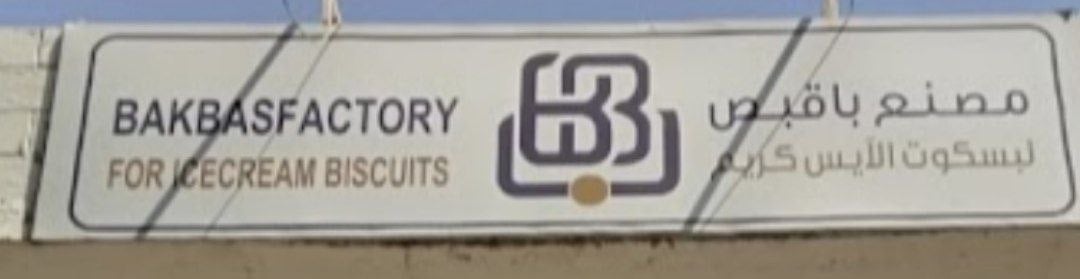 BAKBASFACTORY
FOR ICECREAM BISCUITS
مصنع باقبص
لبسكوت الآيس كريم